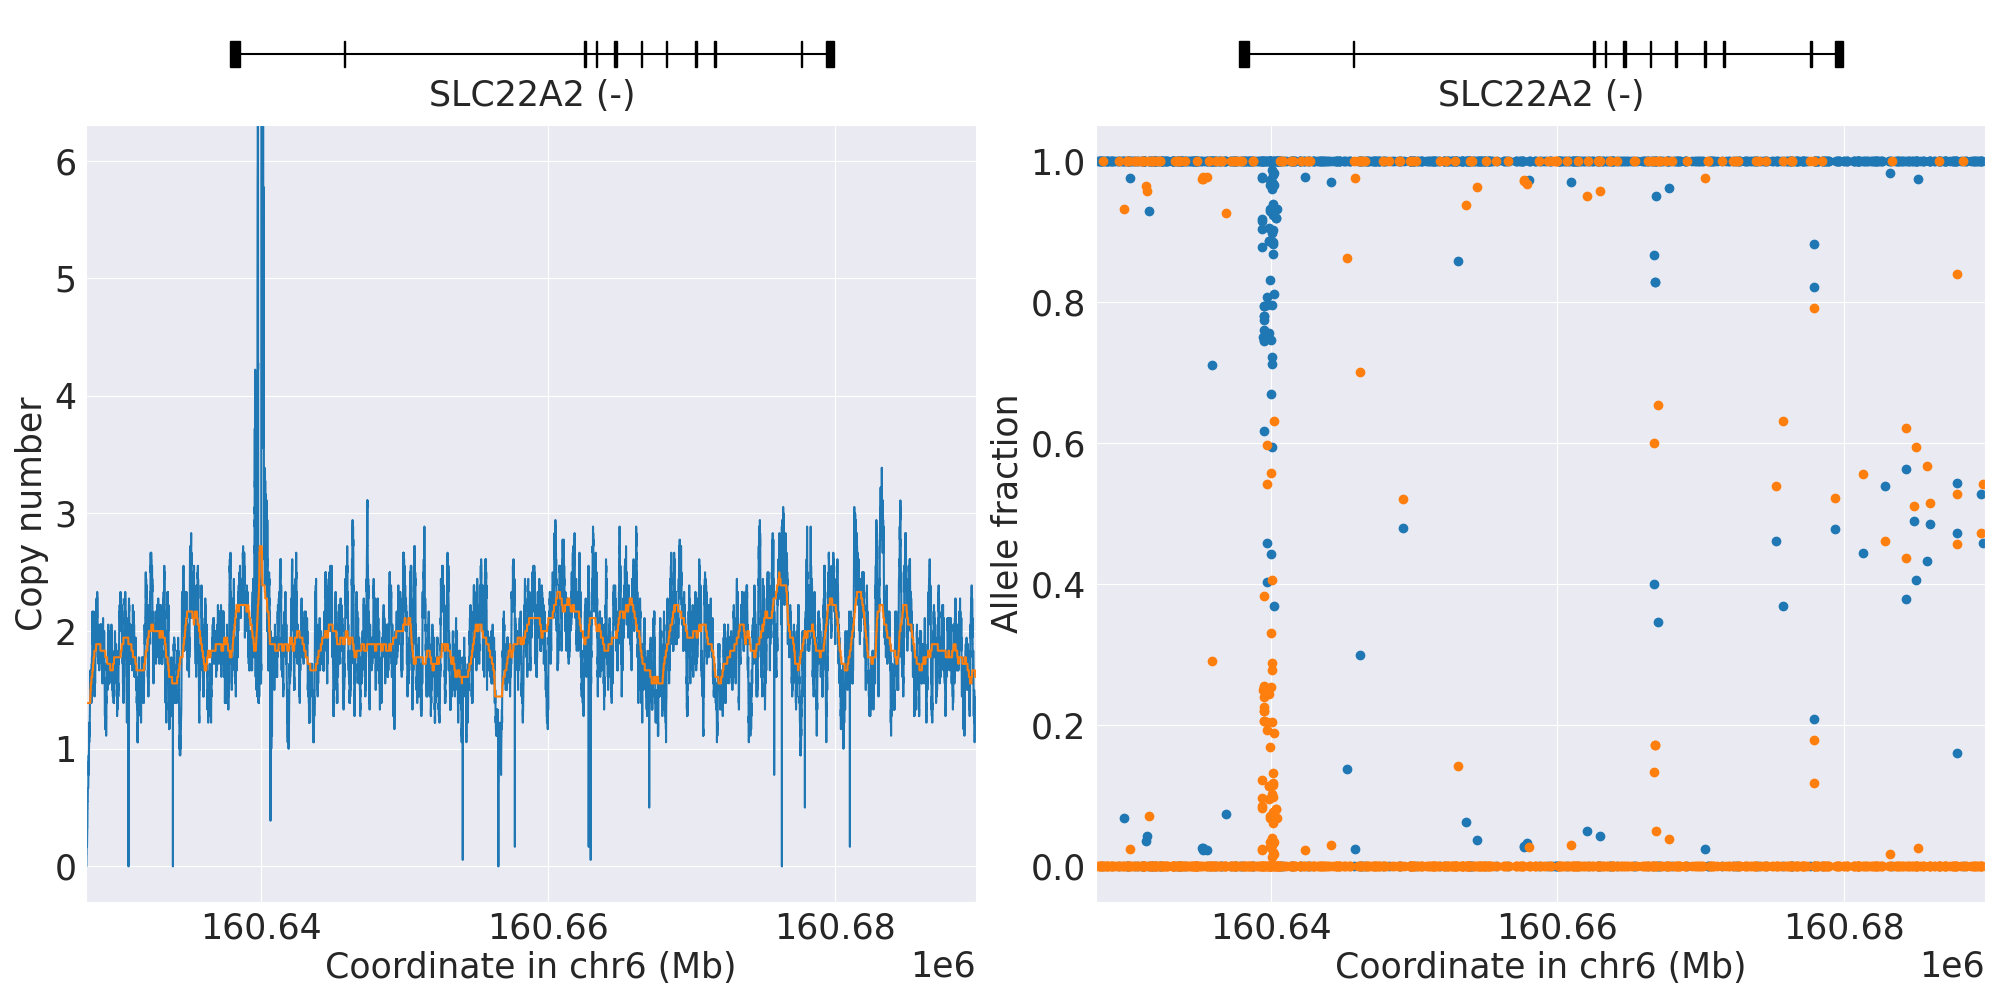 SLC22A2 (-)
Copy number
6
5
4
3
2
1
0
160.64
160.66
160.68
Coordinate in chr6 (Mb)
1e6
SLC22A2 (-)
Allele fraction
1.0
0.8
0.6
0.4
0.2
0.0
160.64
160.66
160.68
Coordinate in chr6 (Mb)
1e6